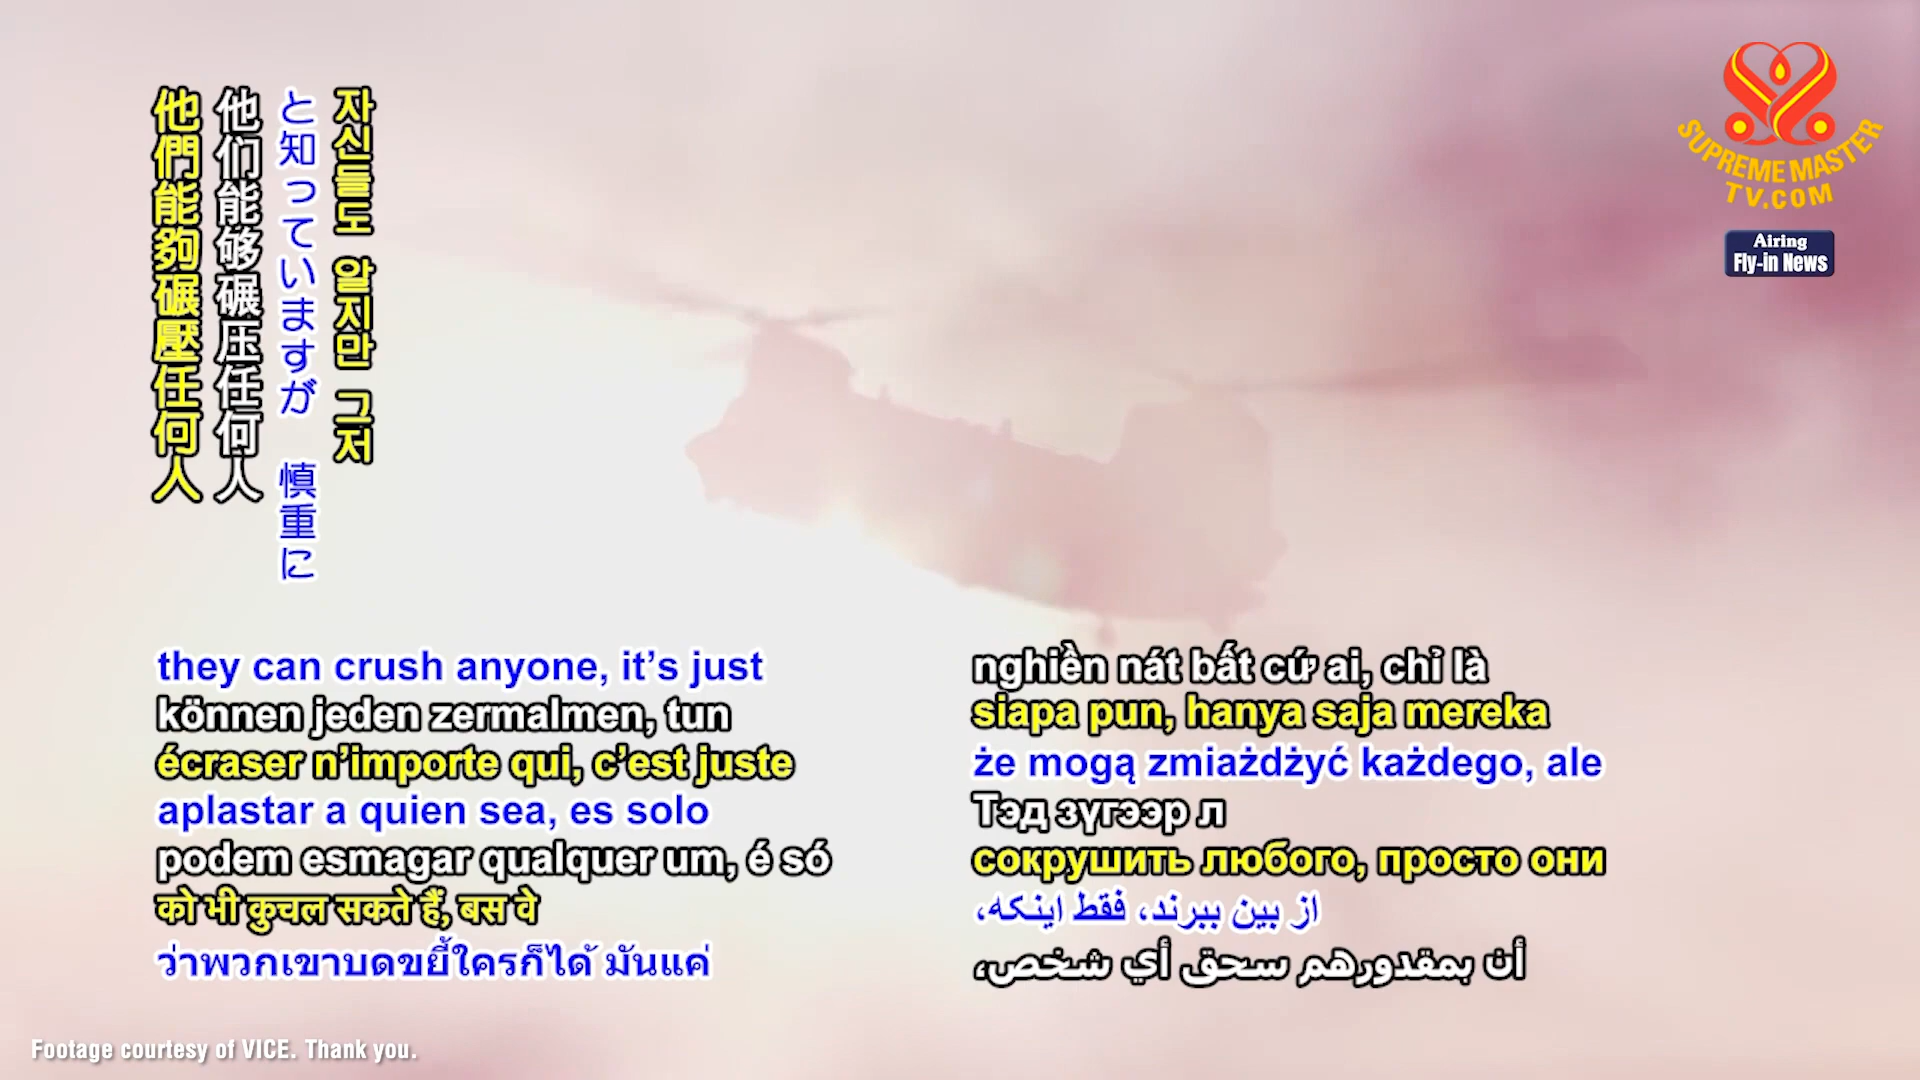 他們能夠碾壓任何人
他们能够碾压任何人
と知っていますが 慎重に
자신들도 알지만 그저
SUPREME MASTER
TV.COM
Airing
Fly-in News
they can crush anyone, it’s just
können jeden zermalmen, tun
écraser n’importe qui, c’est juste
aplastar a quien sea, es solo
podem esmagar qualquer um, é só
को भी कुचल सकते हैं, बस वे
ว่าพวกเขาบดขยี้ใครก็ได้ มันแค่
nghiền nát bất cứ ai, chỉ là
siapa pun, hanya saja mereka
że mogą zmiażdżyć każdego, ale
Тэд зүгээр л
сокрушить любого, просто они
از بین ببرند، فقط اینکه،
أن بمقدورهم سحق أي شخص،
Footage courtesy of VICE. Thank you.